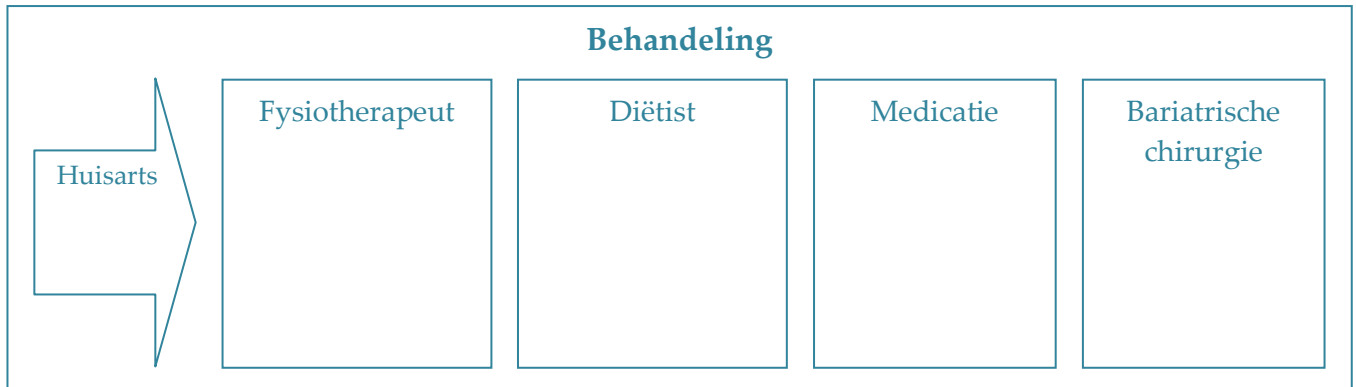 Behandeling
Huisarts
Fysiotherapeut
Diëtist
Medicatie
Bariatrische
chirurgie